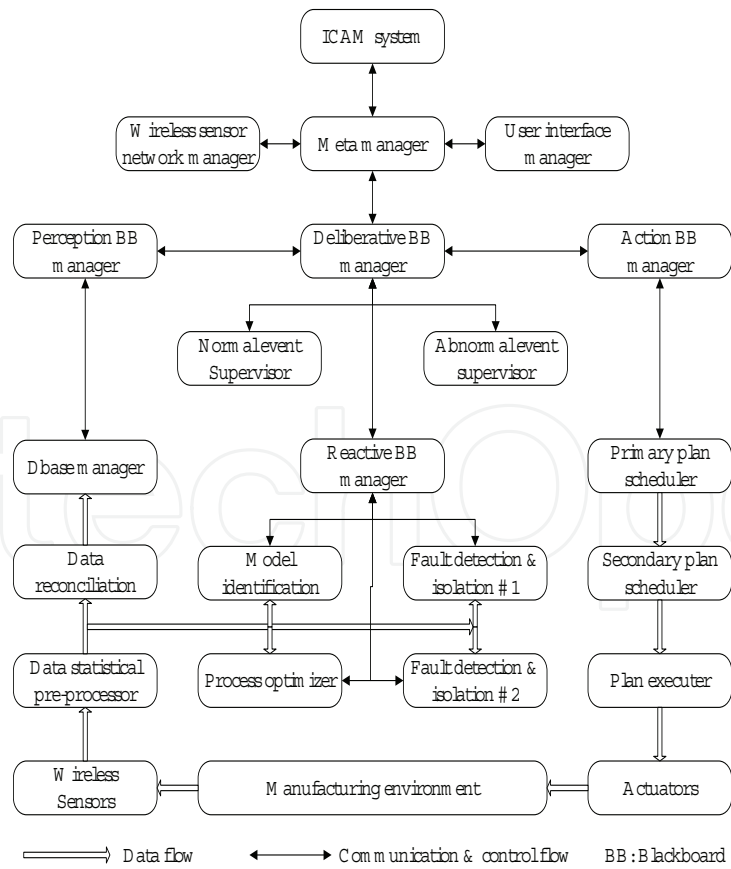 ICAM system
Wireless sensor
network manager
Meta manager
User interface
manager
Perception BB
manager
Deliberative BB
manager
Action BB
manager
Normal event
Supervisor
Abnormal event
supervisor
Dbase manager
Reactive BB
manager
Primary plan
scheduler
Data
reconciliation
Model
identification
Fault detection &
isolation #1
Secondary plan
scheduler
Data statistical
pre-processor
Process optimizer
Fault detection &
isolation #2
Plan executer
Wireless
Sensors
Manufacturing environment
Actuators
Data flow
Communication & control flow
BB: Blackboard